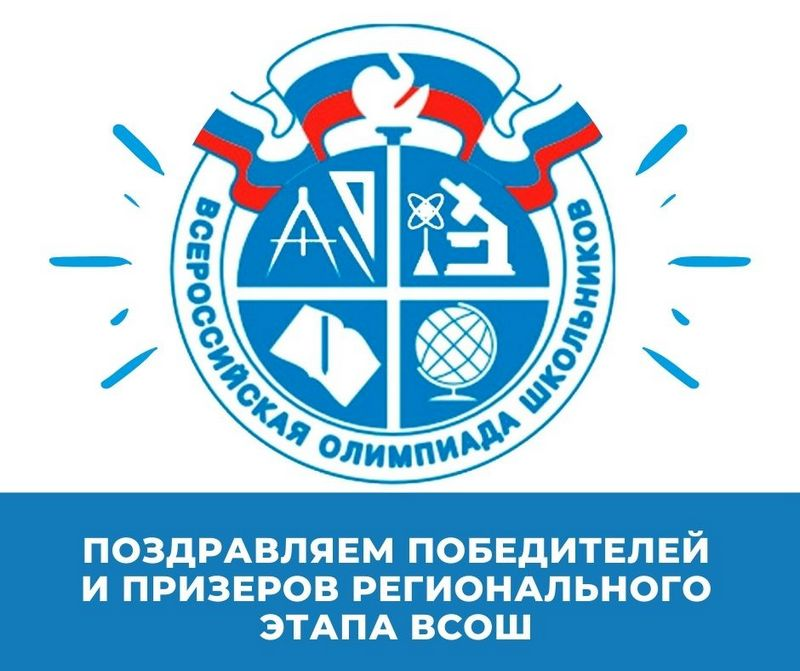 ВСЕРОССИЙСКАЯ ОЛИМПИАДА ШКОЛЬНИКОВ
ПОЗДРАВЛЯЕМ ПОБЕДИТЕЛЕЙ
И ПРИЗЕРОВ РЕГИОНАЛЬНОГО
ЭТАПА ВСОШ